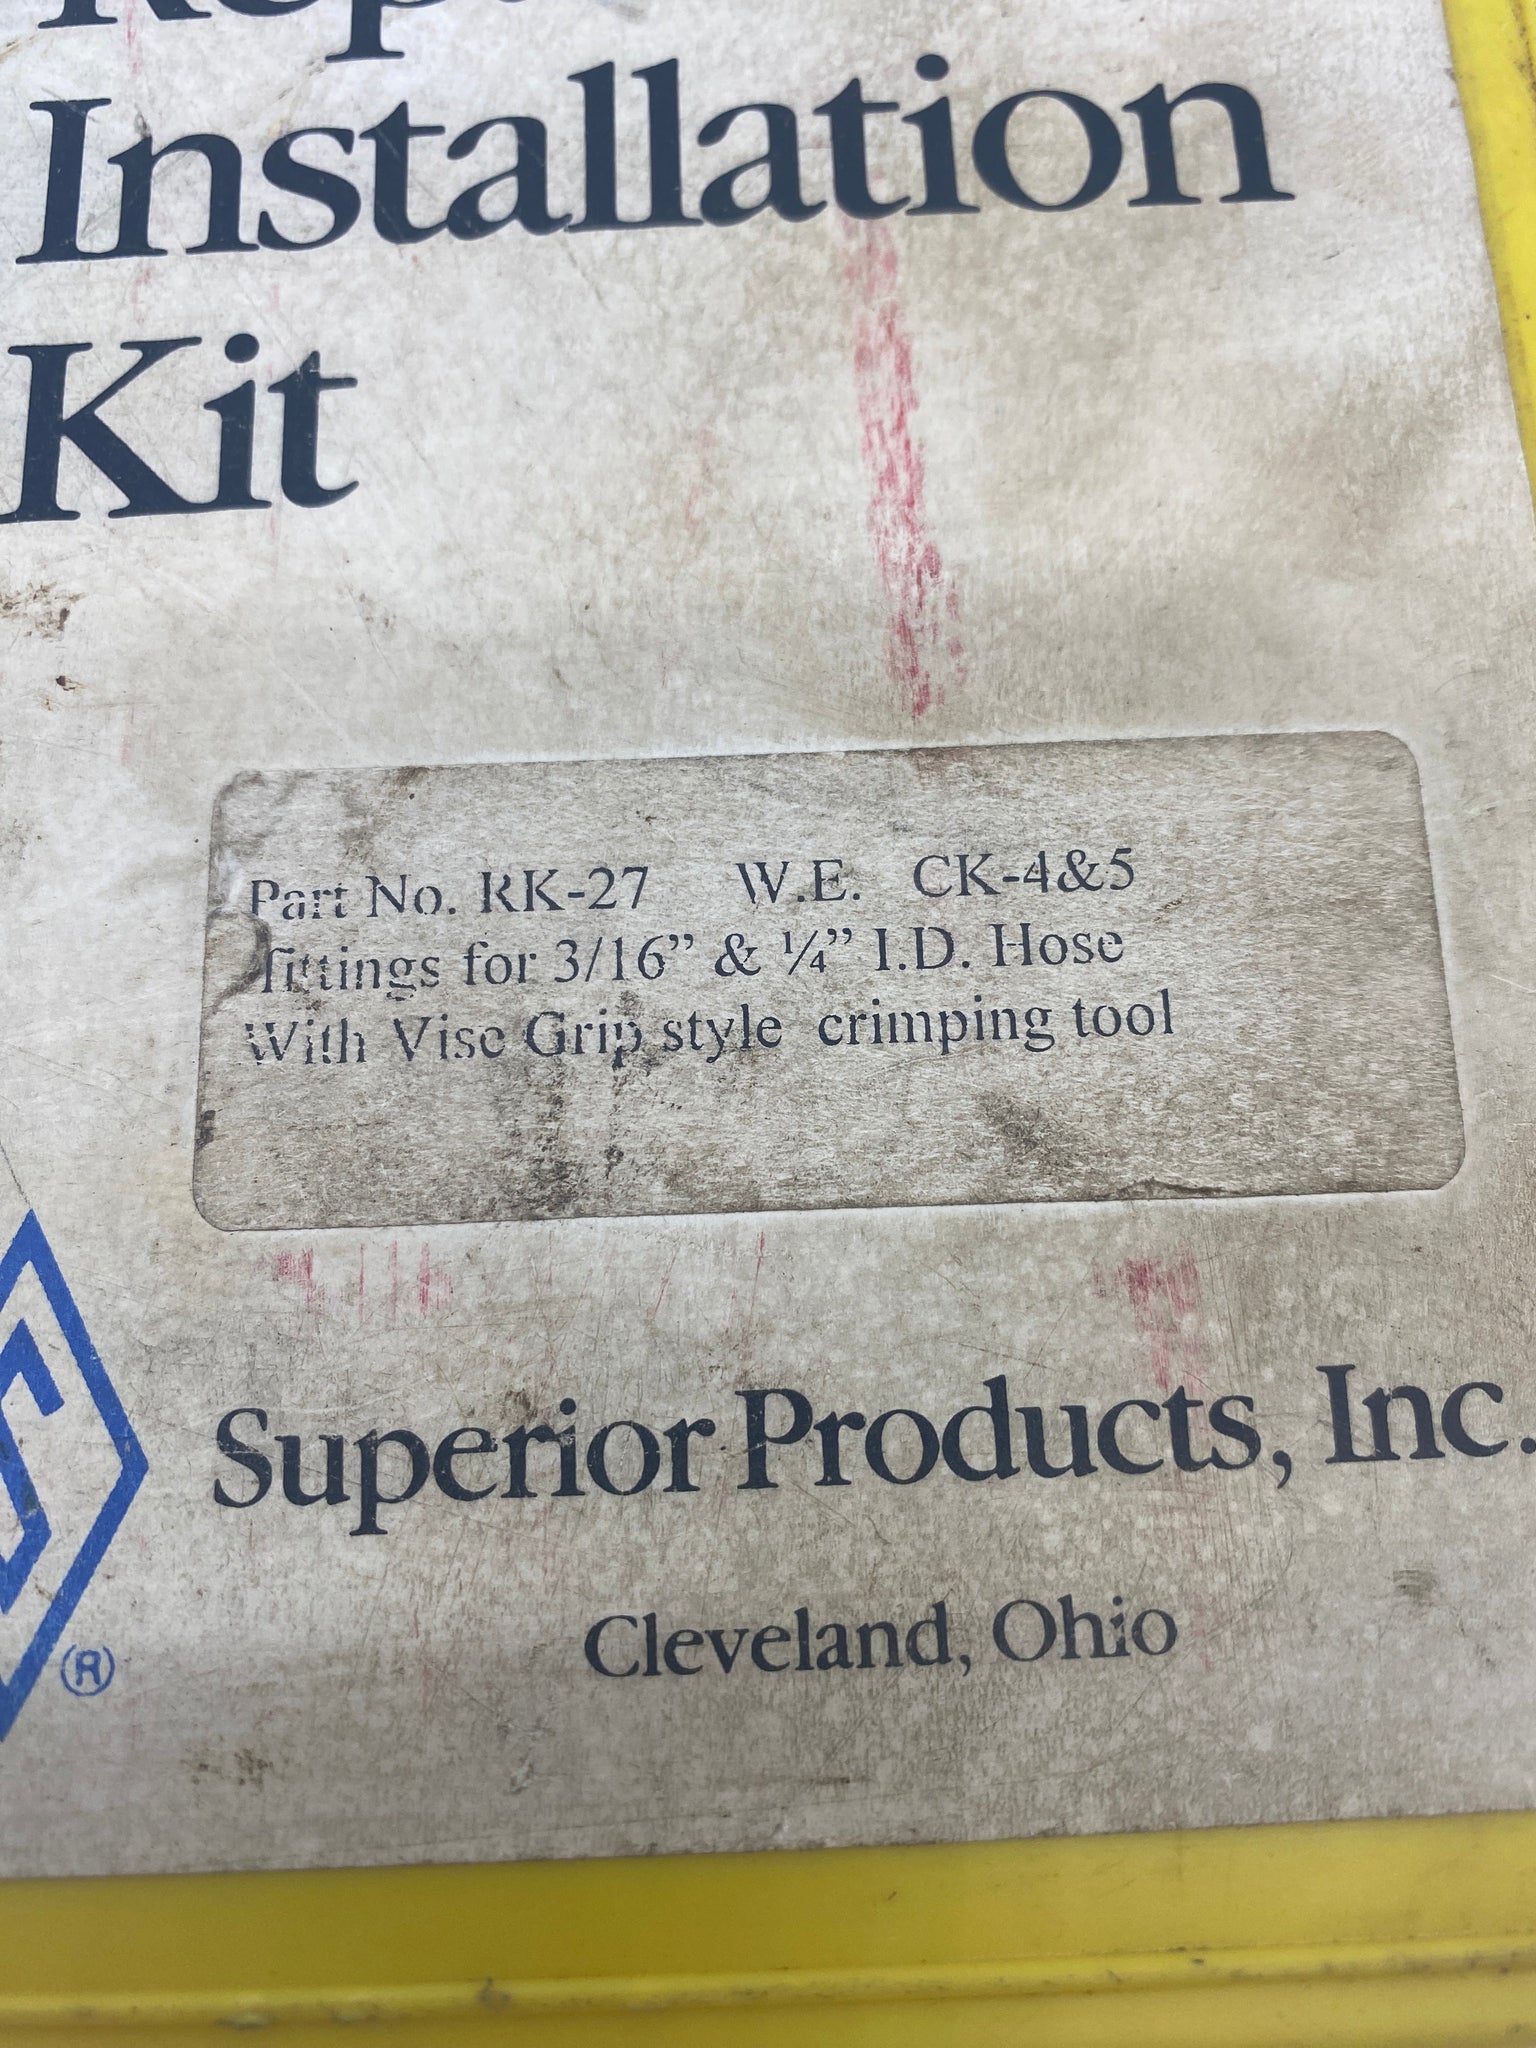 Installation
Kit
Part No. RK-27 W.E. CK-4&5
fittings for 3/16” & ¼” I.D. Hose
With Vise Grip style crimping tool
Superior Products, Inc.
®
Cleveland, Ohio